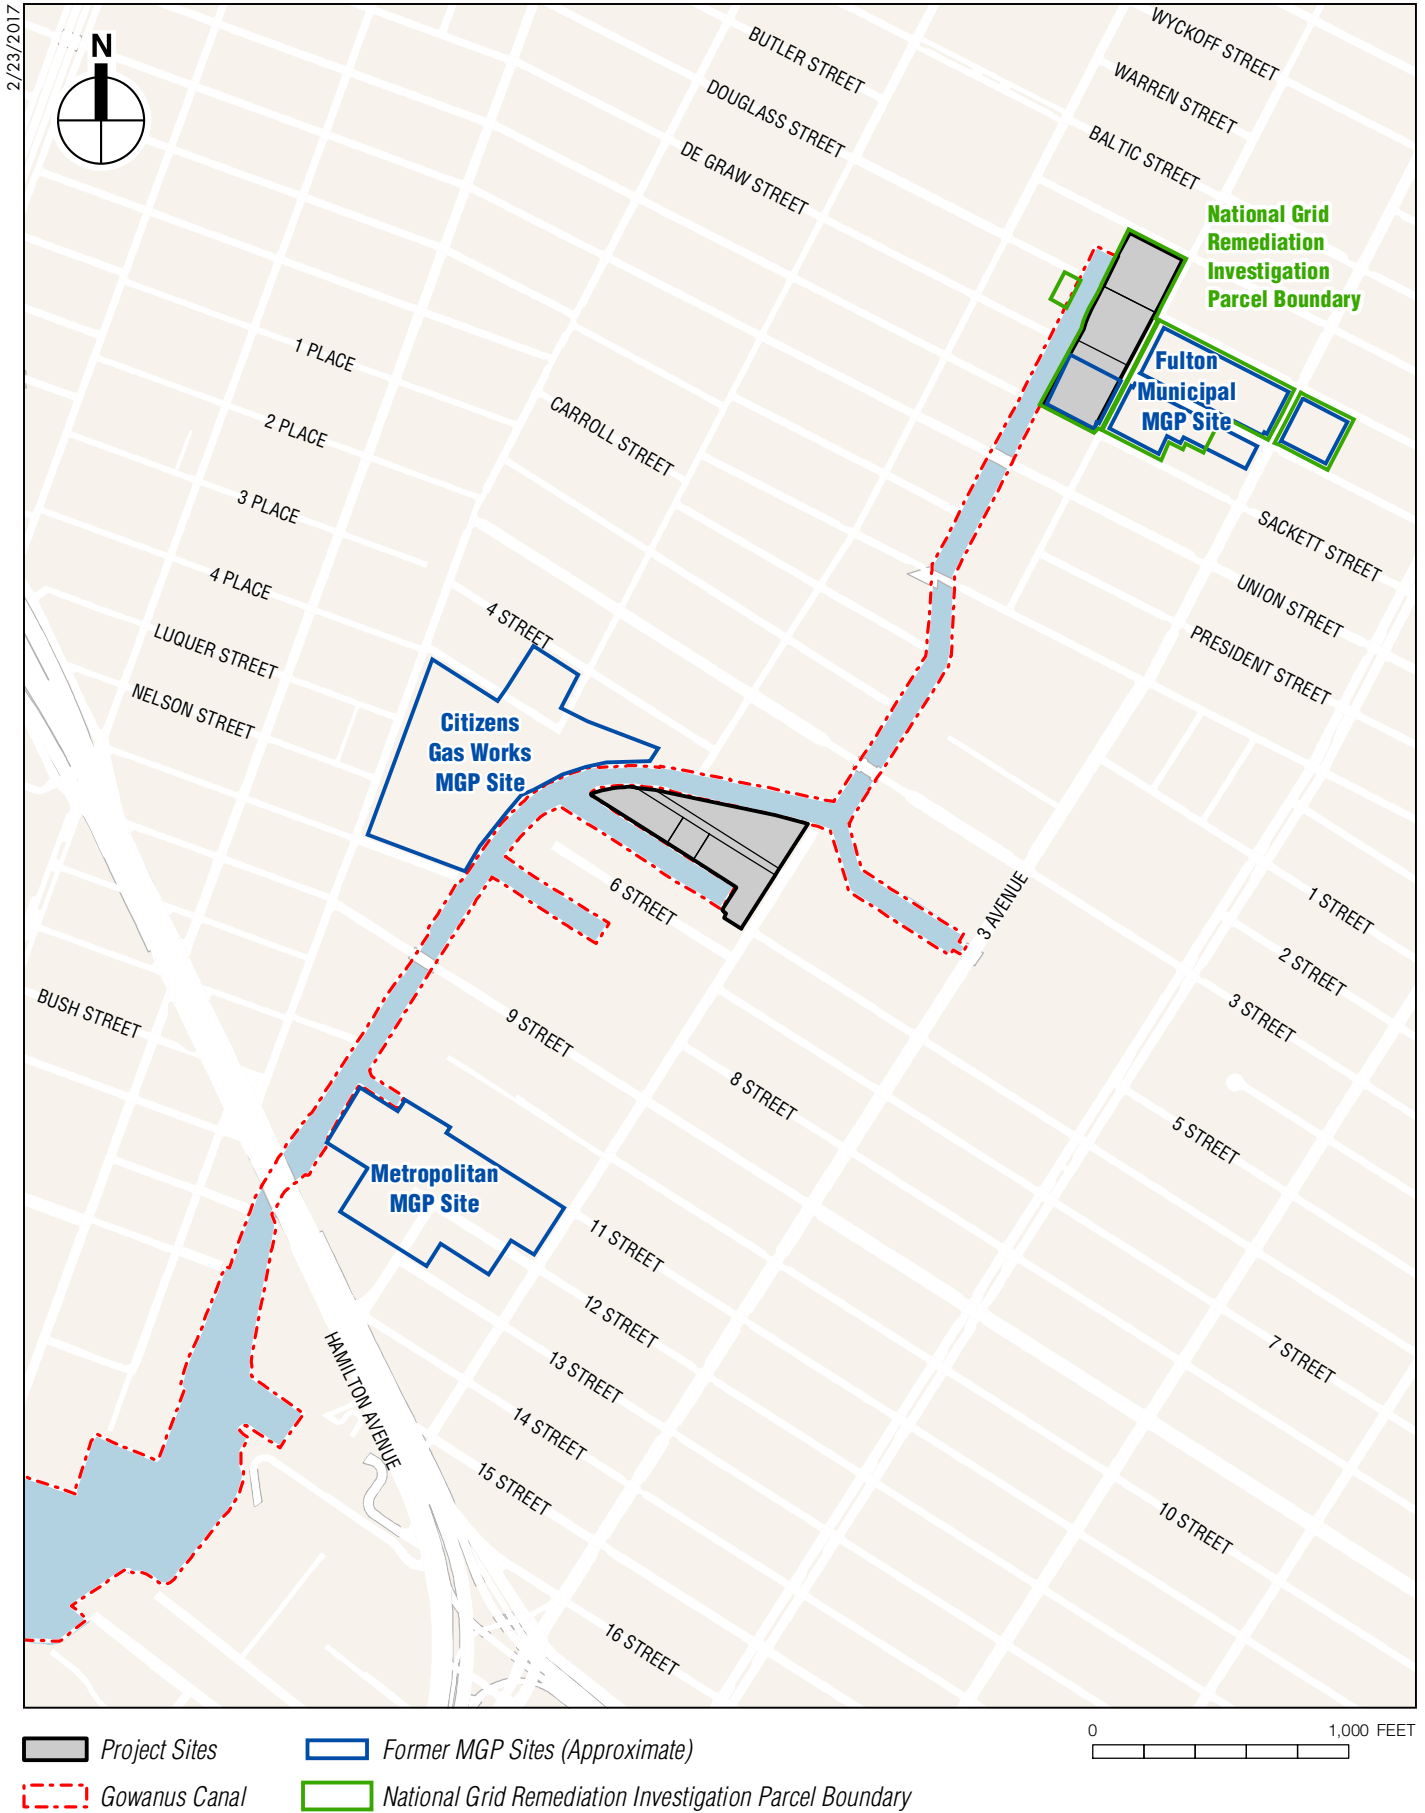 2/23/2017
N
WYCKOFF STREET
BUTLER STREET
WARREN STREET
DOUGLASS STREET
BALTIC STREET
DE GRAW STREET
National Grid
Remediation
Investigation
Parcel Boundary
1 PLACE
Fulton
Municipal
MGP Site
CARROLL STREET
2 PLACE
3 PLACE
SACKETT STREET
4 PLACE
UNION STREET
4 STREET
LUQUER STREET
PRESIDENT STREET
NELSON STREET
Citizens
Gas Works
MGP Site
6 STREET
3 AVENUE
1 STREET
2 STREET
3 STREET
BUSH STREET
9 STREET
8 STREET
5 STREET
Metropolitan
MGP Site
11 STREET
12 STREET
7 STREET
HAMILTON AVENUE
13 STREET
14 STREET
15 STREET
10 STREET
16 STREET
0 1,000 FEET
Project Sites
Former MGP Sites (Approximate)
Gowanus Canal
National Grid Remediation Investigation Parcel Boundary